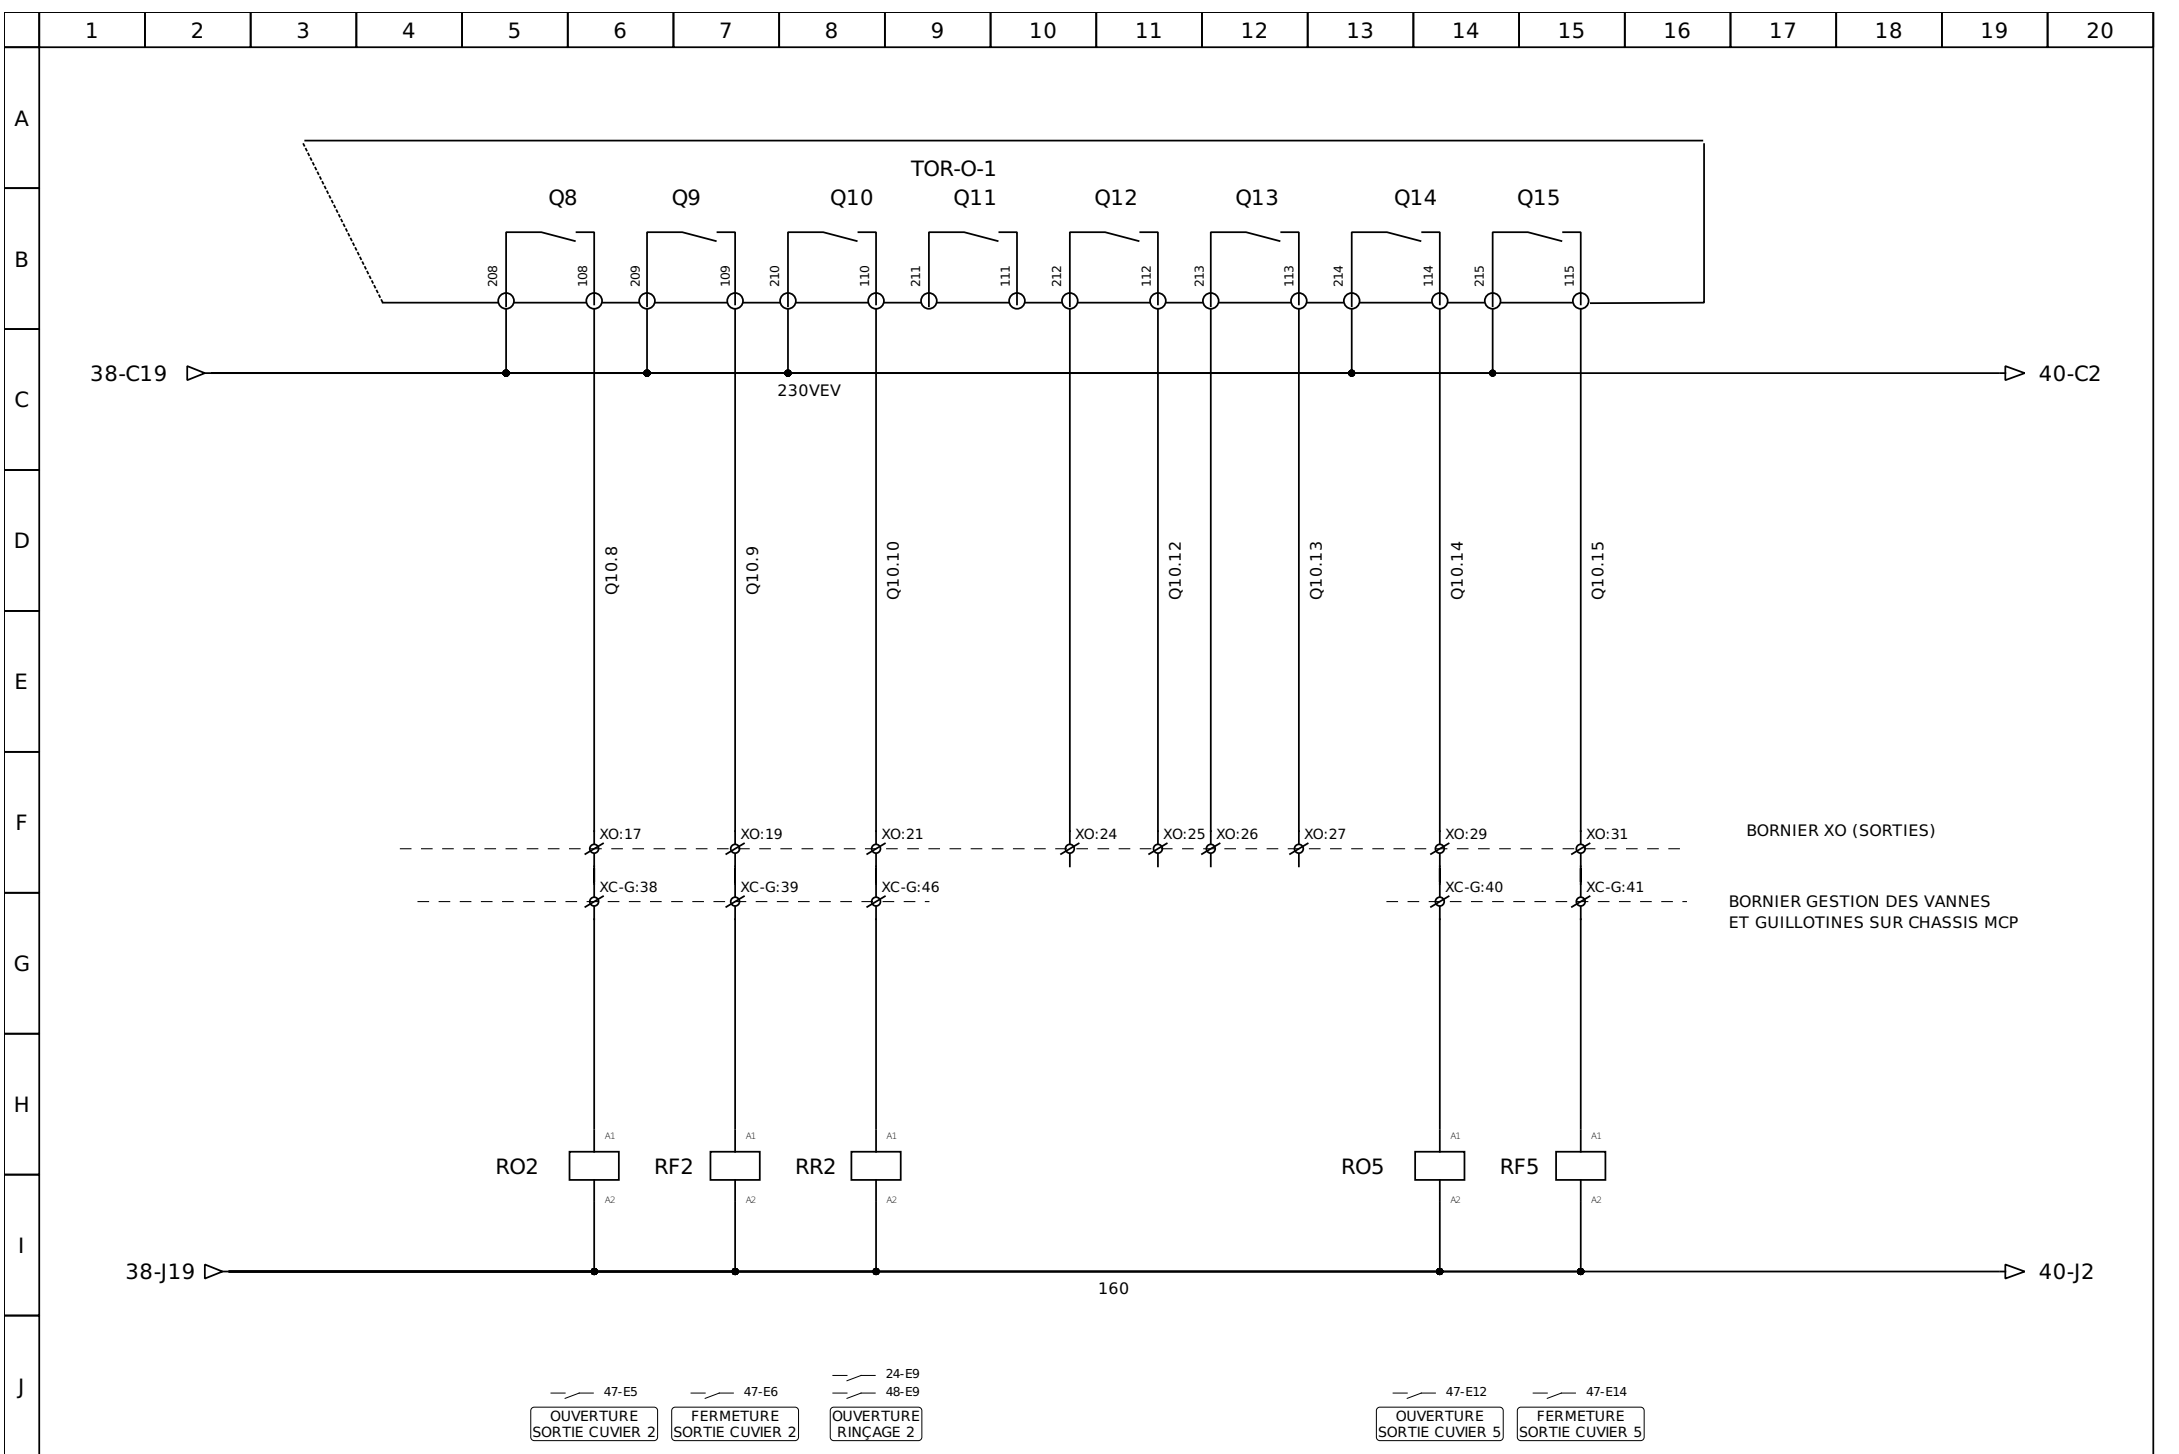 1 2 3 4 5 6 7 8 9 10 11 12 13 14 15 16 17 18 19 20
A
TOR-O-1
Q8 Q9 Q10 Q11 Q12 Q13 Q14 Q15
B
208 108 209 109 210 110 211 111 212 112 213 113 214 114 215 115
38-C19 40-C2
230VEV
C
D
Q10.8 Q10.9 Q10.10 Q10.12 Q10.13 Q10.14 Q10.15
E
F
XO:17 XO:19 XO:21 XO:24 XO:25 XO:26 XO:27 XO:29 XO:31
BORNIER XO (SORTIES)
XC-G:38 XC-G:39 XC-G:46 XC-G:40 XC-G:41
BORNIER GESTION DES VANNES
ET GUILLOTINES SUR CHASSIS MCP
G
H
A1 A1 A1 A1 A1
RO2 RF2 RR2 RO5 RF5
A2 A2 A2 A2 A2
I
38-J19 40-J2
160
J
24-E9
47-E5 47-E6 48-E9 47-E12 47-E14
OUVERTURE
SORTIE CUVIER 2
FERMETURE
SORTIE CUVIER 2
OUVERTURE
RINÇAGE 2
OUVERTURE
SORTIE CUVIER 5
FERMETURE
SORTIE CUVIER 5